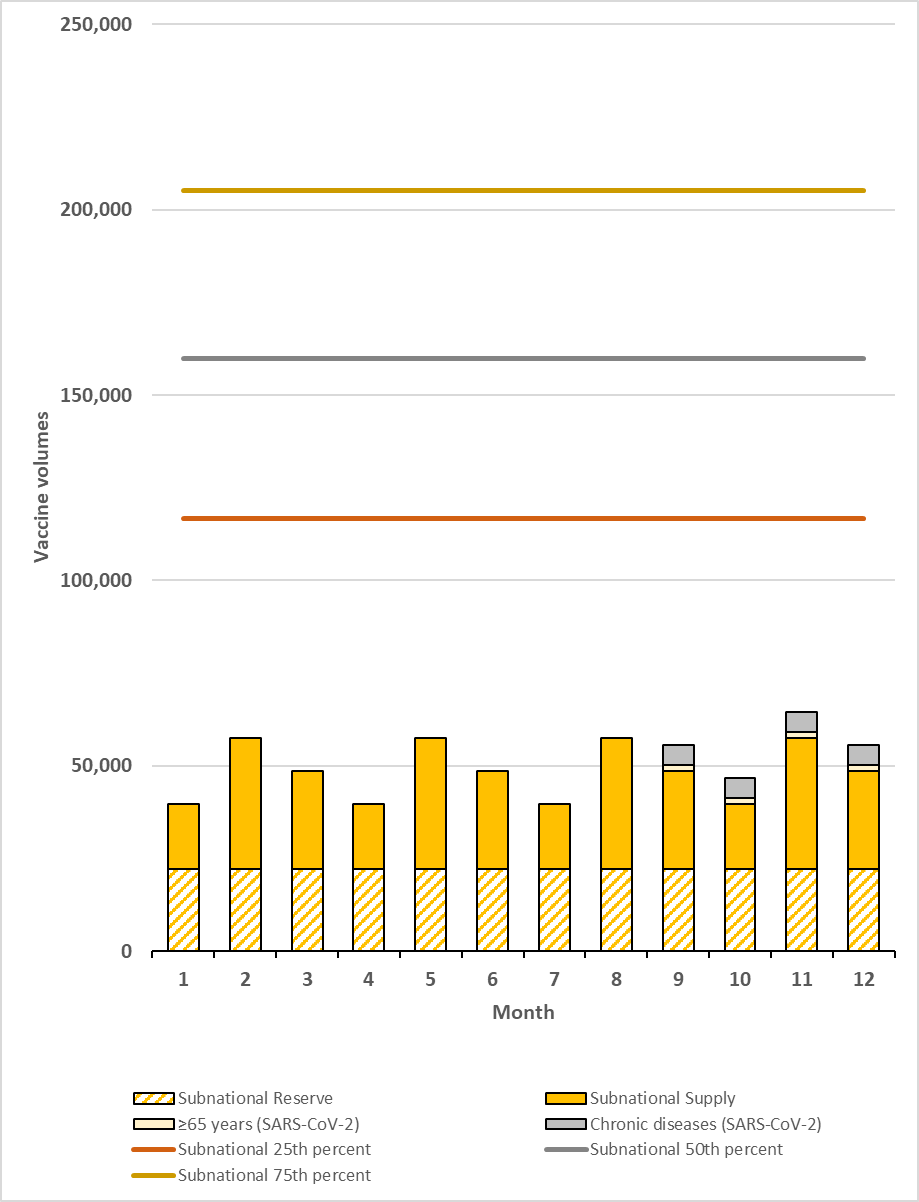 250,000
200,000
150,000
100,000
50,000
0
Vaccine volumes
1 2 3 4 5 6 7 8 9 10 11 12
Month
Subnational Reserve
Subnational Supply
≥65 years (SARS-CoV-2)
Chronic diseases (SARS-CoV-2)
Subnational 25th percent
Subnational 50th percent
Subnational 75th percent